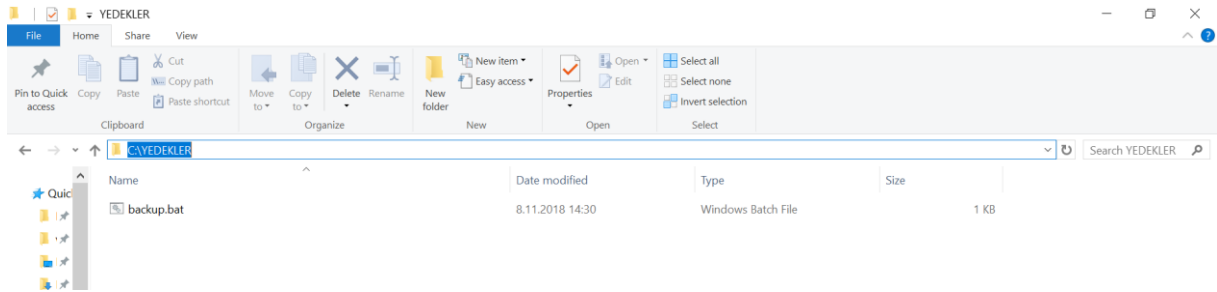 YEDEKLER
File Home Share View
Pin to Quick access
Copy
Paste
Cut
Copy path
Paste shortcut
Clipboard
Move to
Copy to
Delete
Rename
Organize
New folder
New item
Easy access
New
Properties
Open
Edit
Open
Select all
Select none
Invert selection
Select
C:\YEDEKLER
Search YEDEKLER
Name Date modified Type Size
Quic
backup.bat 8.11.2018 14:30 Windows Batch File 1 KB